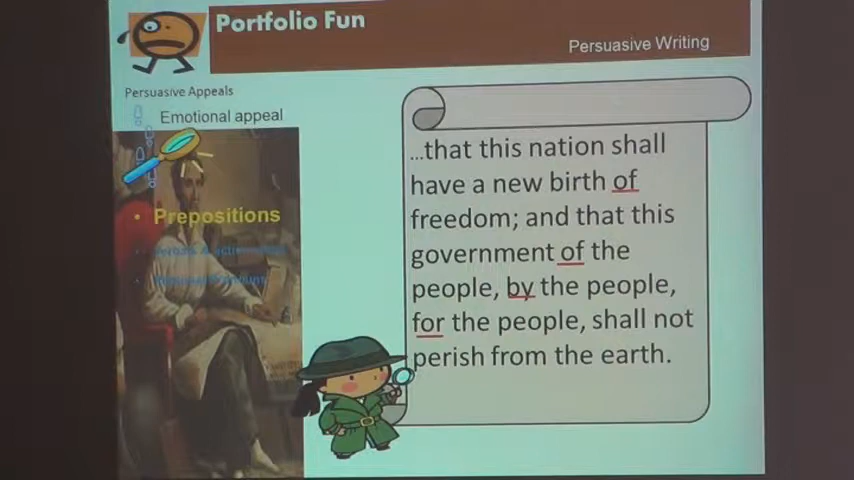 Portfolio Fun
Persuasive Writing
Persuasive Appeals
Emotional appeal
• Prepositions
...that this nation shall
have a new birth of
freedom; and that this
government of the
people, by the people,
for the people, shall not
perish from the earth.